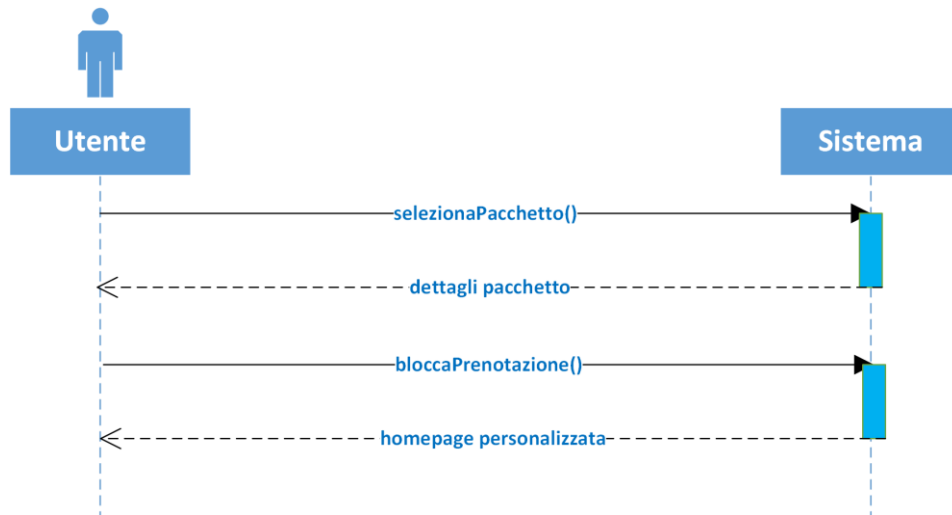 Utente
Sistema
selezionaPacchetto()
dettagli pacchetto
bloccaPrenotazione()
homepage personalizzata